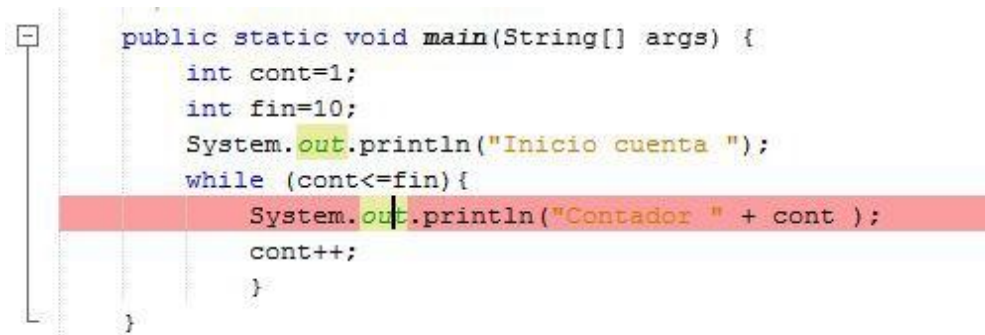 public static void main(String[] args) {
int cont=1;
int fin=10;
System.out.println("Inicio cuenta ");
while (cont<=fin){
System.out.println("Contador " + cont );
cont++;
}
}